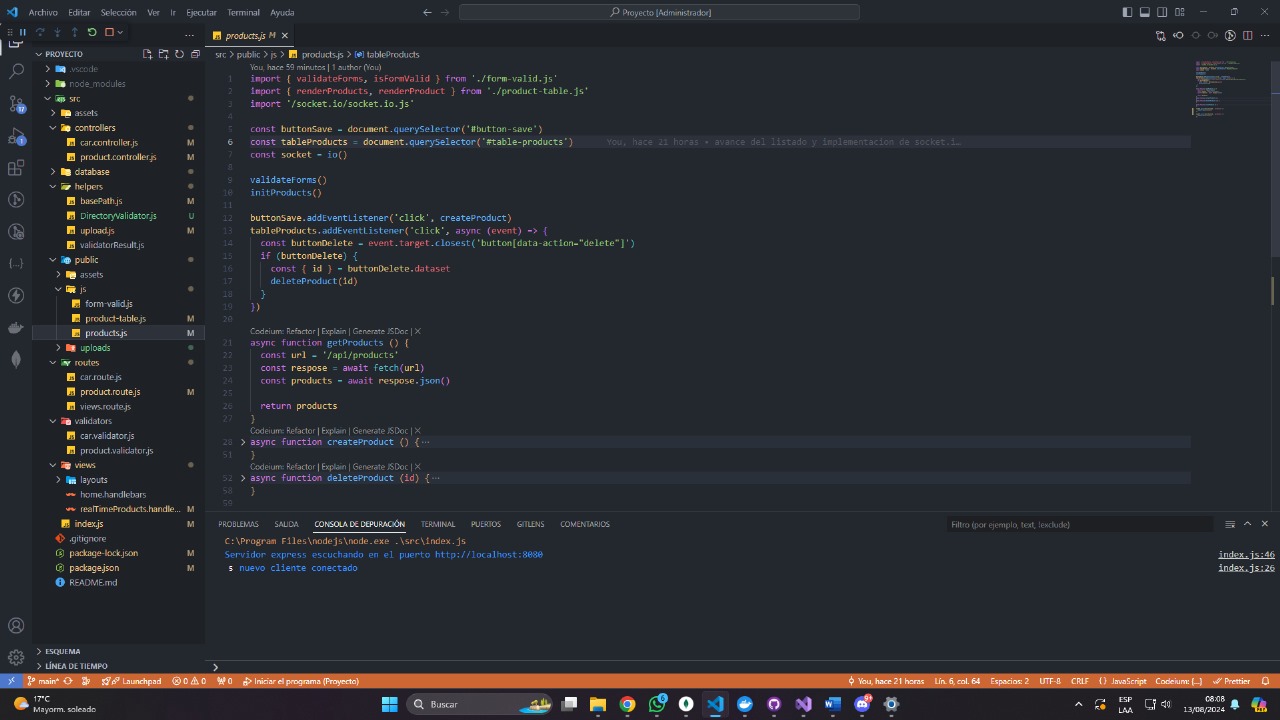 Archivo Editar Selección Ver Ir Ejecutar Terminal Ayuda
Proyecto [Administrador]
PROYECTO
.vscode
node_modules
src
assets
controllers
car.controller.js
product.controller.js M
database
helpers
basePath.js M
DirectoryValidator.js U
upload.js M
validatorResult.js
public
assets
js
form-valid.js
product-table.js M
products.js M
uploads
routes
car.route.js
product.route.js M
views.route.js
validators
car.validator.js
product.validator.js
views
layouts
home.handlebars
realTimeProducts.handle... M
index.js M
.gitignore
package-lock.json M
package.json M
README.md
ESQUEMA
LÍNEA DE TIEMPO
17
1
products.js M
src > public > js > products.js > tableProducts
You, hace 59 minutos | 1 author (You)
1 import { validateForms, isFormValid } from './form-valid.js'
2 import { renderProducts, renderProduct } from './product-table.js'
3 import '/socket.io/socket.io.js'
4
5 const buttonSave = document.querySelector('#button-save')
6 const tableProducts = document.querySelector('#table-products') You, hace 21 horas • avance del listado y implementacion de socket.i…
7 const socket = io()
8
9 validateForms()
10 initProducts()
11
12 buttonSave.addEventListener('click', createProduct)
13 tableProducts.addEventListener('click', async (event) => {
14 const buttonDelete = event.target.closest('button[data-action="delete"]')
15 if (buttonDelete) {
16 const { id } = buttonDelete.dataset
17 deleteProduct(id)
18 }
19 })
20
Codeium: Refactor | Explain | Generate JSDoc | X
21 async function getProducts () {
22 const url = '/api/products'
23 const respose = await fetch(url)
24 const products = await respose.json()
25
26 return products
27 }
Codeium: Refactor | Explain | Generate JSDoc | X
28 async function createProduct () {…
51 }
Codeium: Refactor | Explain | Generate JSDoc | X
52 async function deleteProduct (id) {…
58 }
59
PROBLEMAS SALIDA CONSOLA DE DEPURACIÓN TERMINAL PUERTOS GITLENS COMENTARIOS
Filtro (por ejemplo, text, !exclude)
C:\Program Files\nodejs\node.exe .\src\index.js
Servidor express escuchando en el puerto http://localhost:8080 index.js:46
5 nuevo cliente conectado index.js:26
main* Launchpad 0 0 0 Iniciar el programa (Proyecto) You, hace 21 horas Lín. 6, col. 64 Espacios: 2 UTF-8 CRLF {} JavaScript Codeium: {...} Prettier
17°C
Mayorm. soleado
Buscar
6
ESP
LAA
08:08
13/08/2024